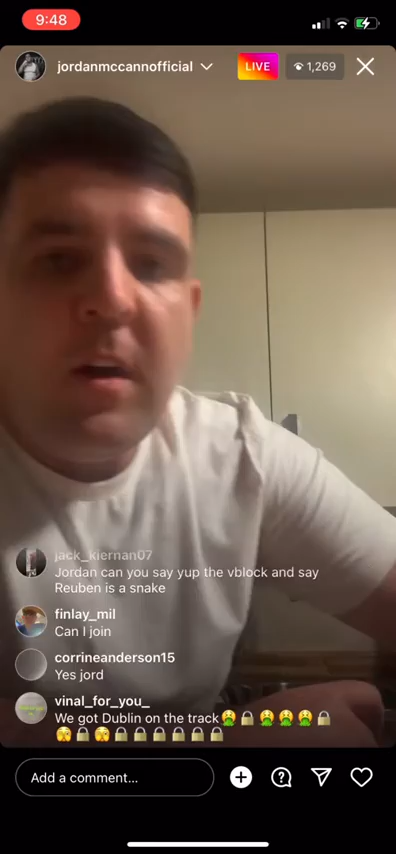 9:48
jordanmccannofficial
LIVE
1,269
jack_kiernan07
Jordan can you say yup the vblock and say
Reuben is a snake
finlay_mil
Can I join
corrineanderson15
Yes jord
vinal_for_you_
We got Dublin on the track🤮🔒🤮🤮🤮🔒
🫣🔒🫣🔒🔒🔒🔒🔒🔒
Add a comment...